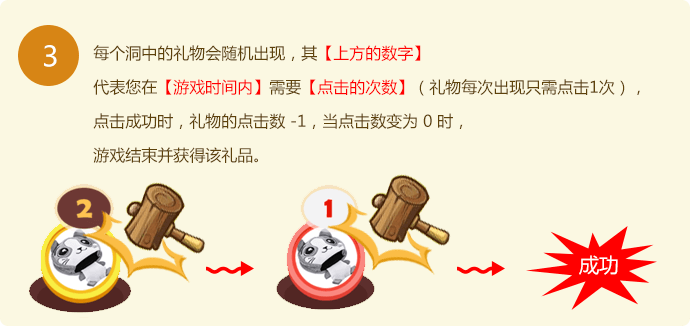 3
每个洞中的礼物会随机出现，其【上方的数字】
代表您在【游戏时间内】需要【点击的次数】（礼物每次出现只需点击1次），
点击成功时，礼物的点击数 -1，当点击数变为 0 时，
游戏结束并获得该礼品。
2
1
成功